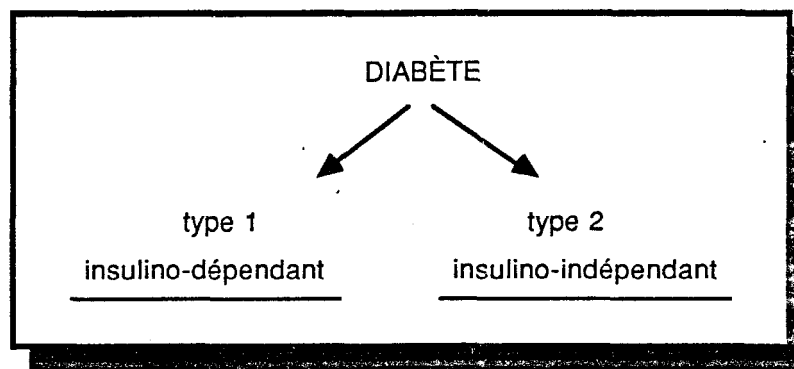 DIABÈTE
type 1
type 2
insulino-dépendant
insulino-indépendant